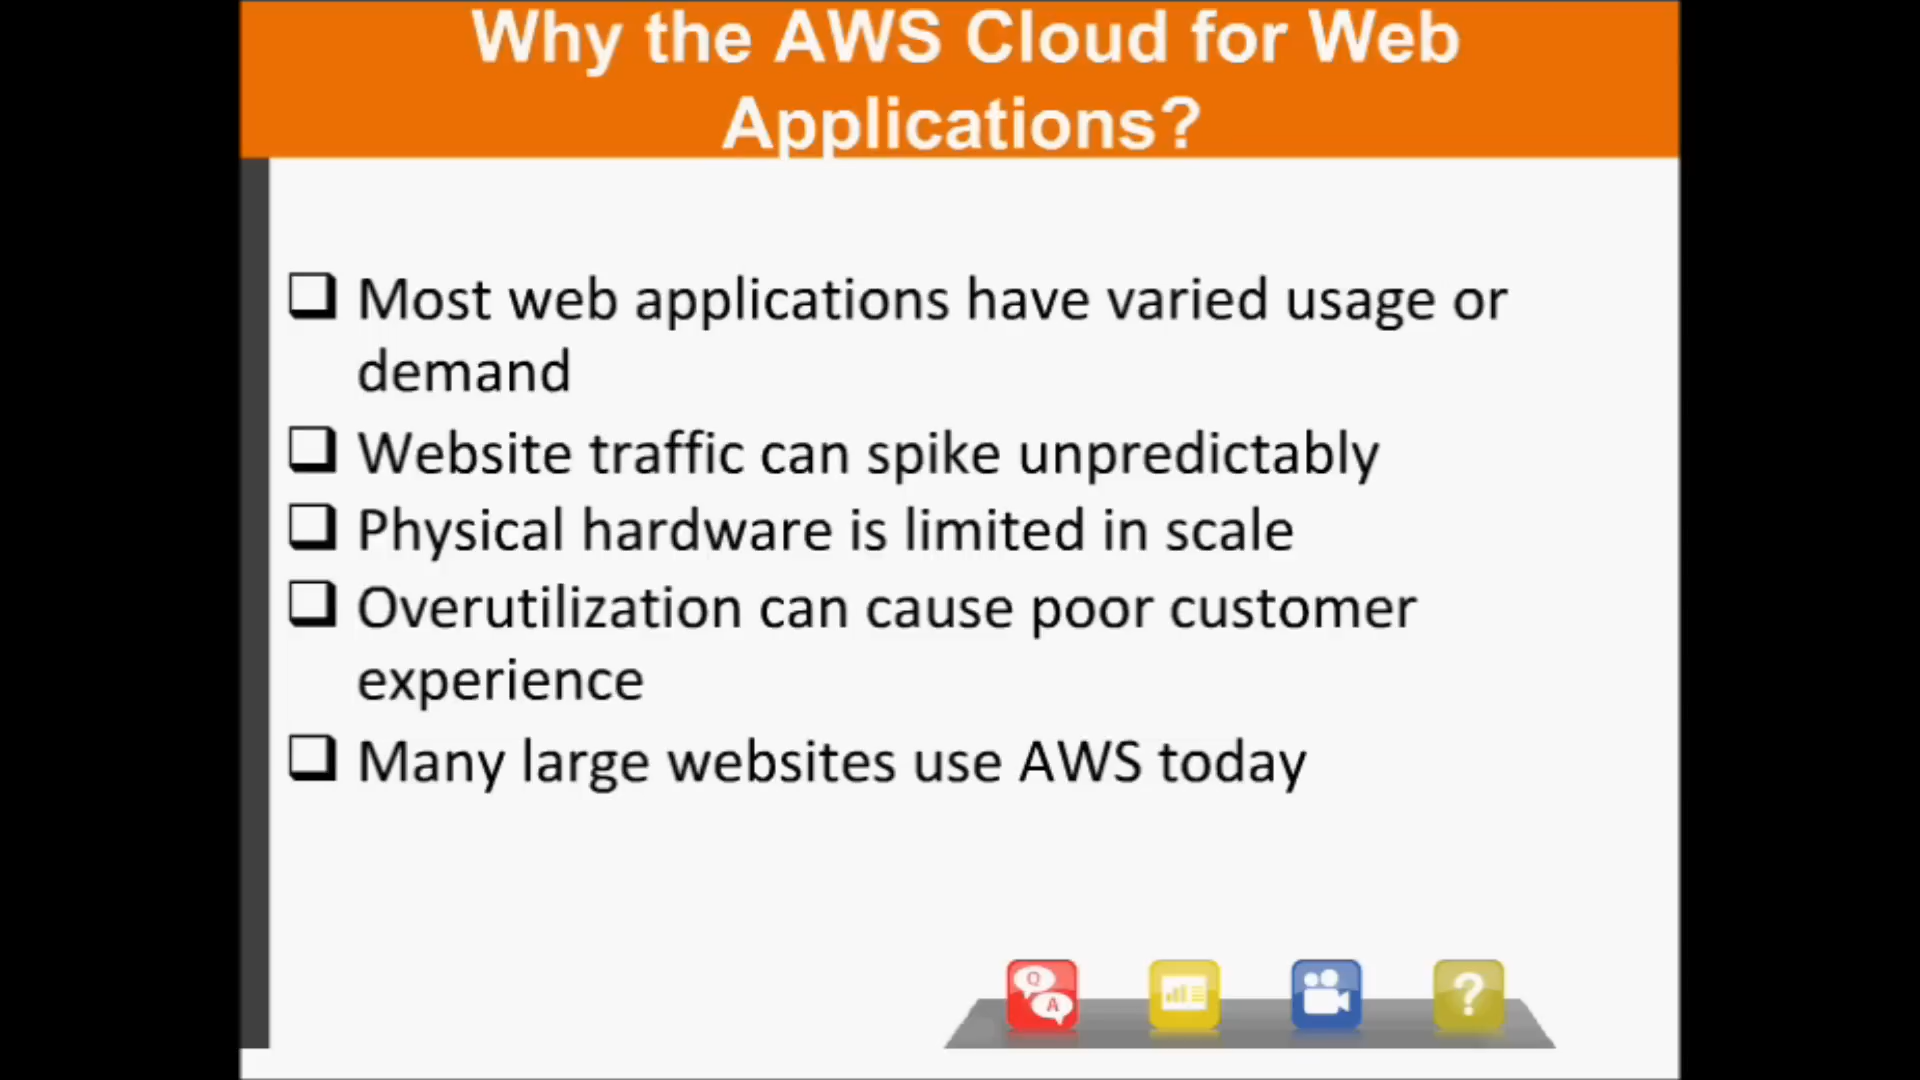 Why the AWS Cloud for Web
Applications?
Most web applications have varied usage or
demand
Website traffic can spike unpredictably
Physical hardware is limited in scale
Overutilization can cause poor customer
experience
Many large websites use AWS today
Q
A
?